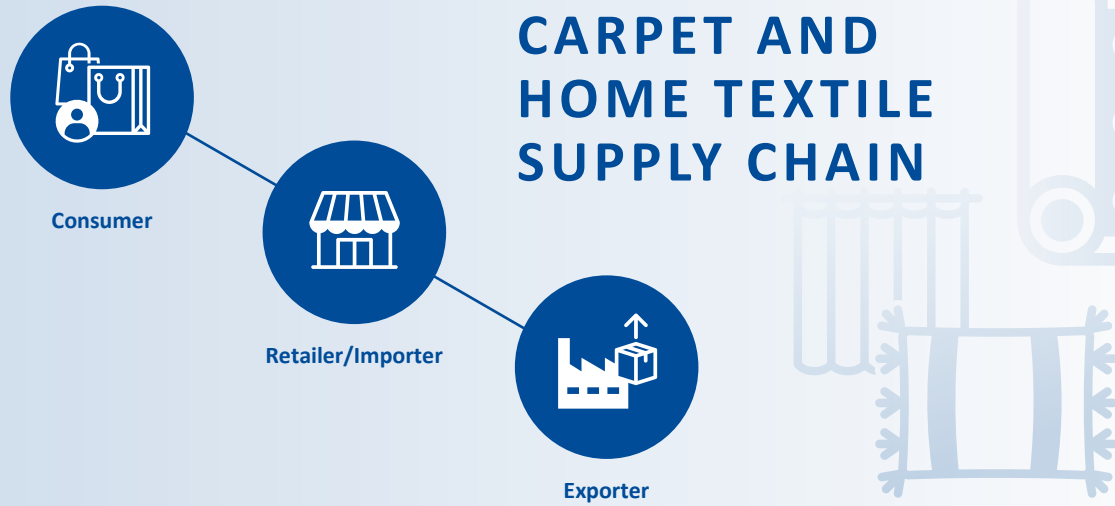 CARPET AND
HOME TEXTILE
SUPPLY CHAIN
Consumer
Retailer/Importer
Exporter